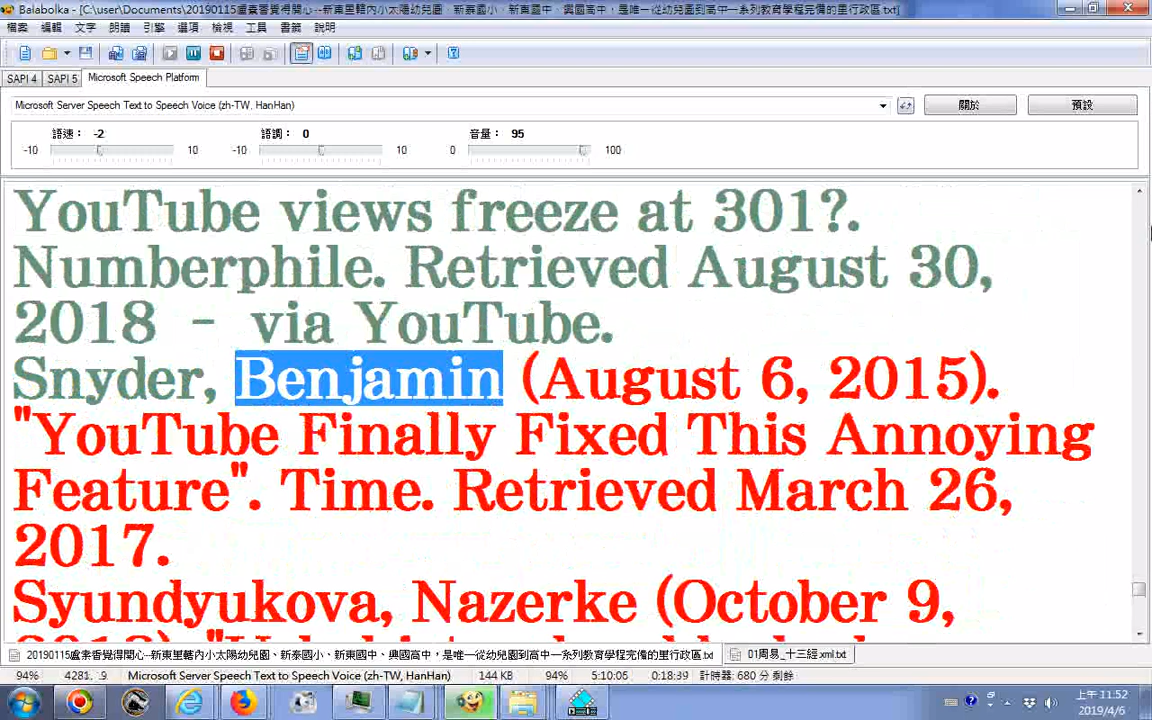 Balabolka - [C:\user\Documents\20190115盧素香覺得開心--新東里轄內小太陽幼兒園、新泰國小、新東國中、興國高中，是唯一從幼兒園到高中一系列教育學程完備的里行政區.txt]
檔案 編輯 文字 朗讀 引擎 選項 檢視 工具 書籤 說明
SAPI 4 SAPI 5 Microsoft Speech Platform
Microsoft Server Speech Text to Speech Voice (zh-TW, HanHan) 關於 預設
語速： -2 語調： 0 音量： 95
-10 10 -10 10 0 100
YouTube views freeze at 301?.
Numberphile. Retrieved August 30,
2018 – via YouTube.
Snyder, Benjamin (August 6, 2015).
"YouTube Finally Fixed This Annoying
Feature". Time. Retrieved March 26,
2017.
Syundyukova, Nazerke (October 9,
20190115盧素香覺得開心--新東里轄內小太陽幼兒園、新泰國小、新東國中、興國高中，是唯一從幼兒園到高中一系列教育學程完備的里行政區.txt 01周易_十三經.xml.txt
94% 4281. .9 Microsoft Server Speech Text to Speech Voice (zh-TW, HanHan) 144 KB 94% 5:10:06 0:18:39 計時器: 680 分 剩餘
上午 11:52
2019/4/6